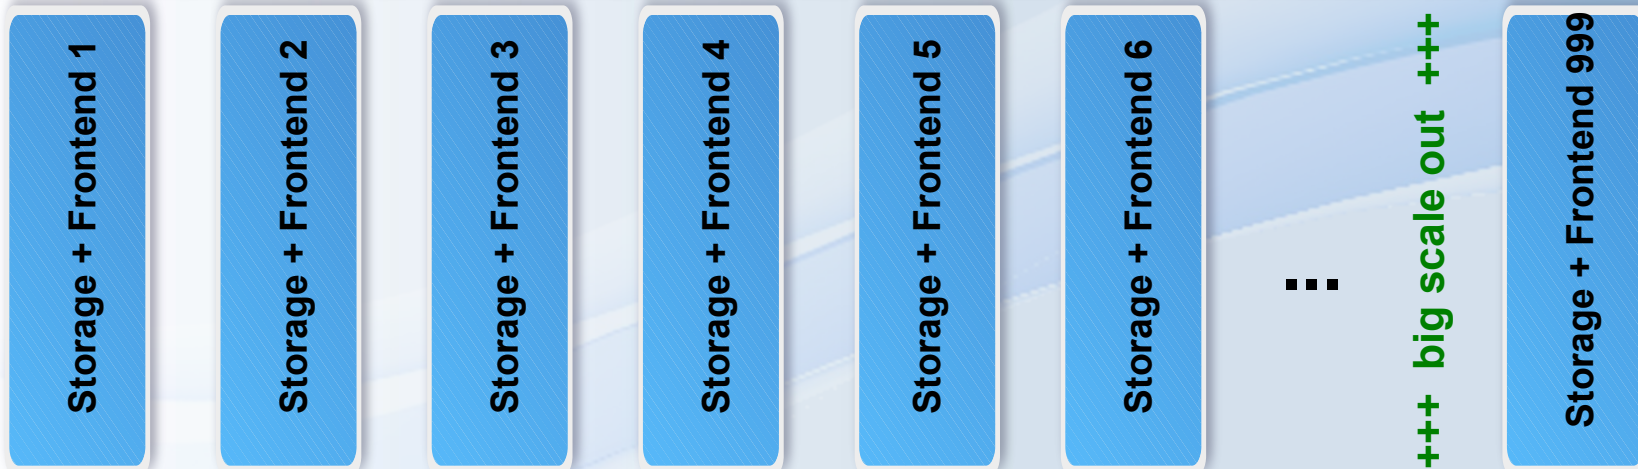 Storage + Frontend 1
Storage + Frontend 2
Storage + Frontend 3
Storage + Frontend 4
Storage + Frontend 5
Storage + Frontend 6
...
+++ big scale out +++
Storage + Frontend 999